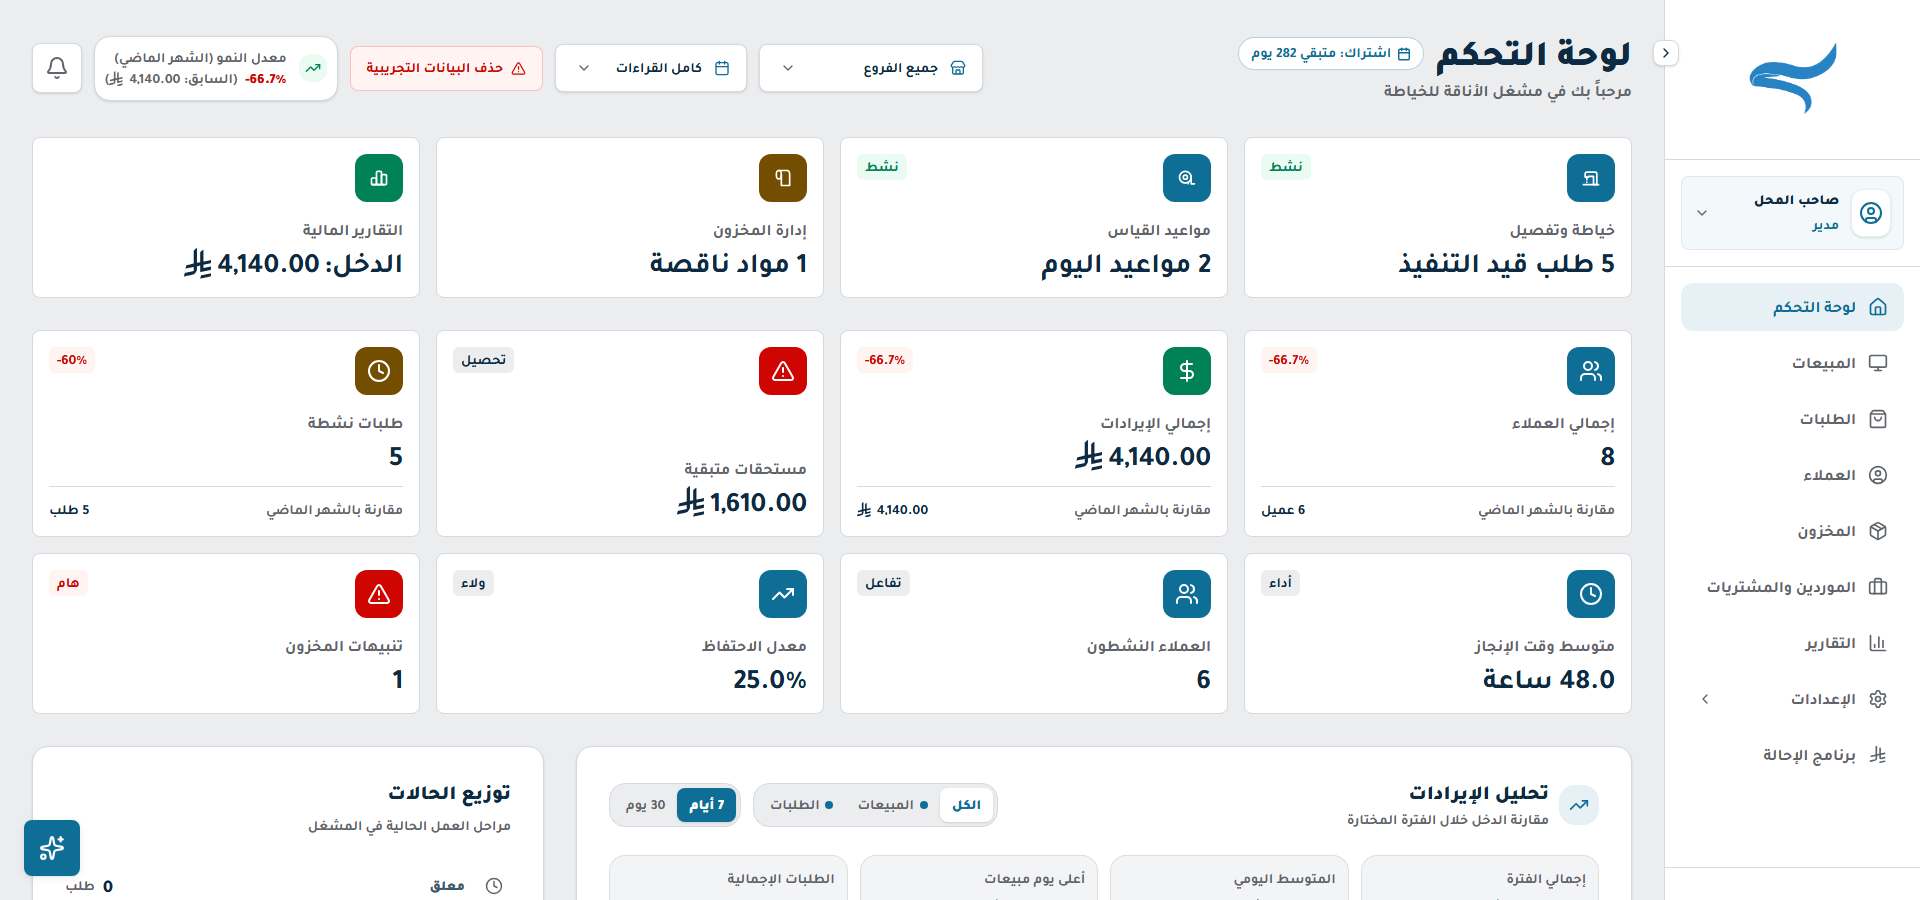 لوحة التحكم
اشتراك: متبقي 282 يوم
مرحباً بك في مشغل الأناقة للخياطة
جميع الفروع
كامل القراءات
حذف البيانات التجريبية
معدل النمو (الشهر الماضي)
-66.7% (السابق: 4,140.00)
صاحب المحل
مدير
لوحة التحكم
المبيعات
الطلبات
العملاء
المخزون
الموردين والمشتريات
التقارير
الإعدادات
برنامج الإحالة
نشط
خياطة وتفصيل
5 طلب قيد التنفيذ
نشط
مواعيد القياس
2 مواعيد اليوم
إدارة المخزون
1 مواد ناقصة
التقارير المالية
الدخل: 4,140.00
-66.7%
إجمالي العملاء
8
مقارنة بالشهر الماضي
6 عميل
-66.7%
إجمالي الإيرادات
4,140.00
مقارنة بالشهر الماضي
4,140.00
تحصيل
مستحقات متبقية
1,610.00
-60%
طلبات نشطة
5
مقارنة بالشهر الماضي
5 طلب
أداء
متوسط وقت الإنجاز
48.0 ساعة
تفاعل
العملاء النشطون
6
ولاء
معدل الاحتفاظ
25.0%
هام
تنبيهات المخزون
1
تحليل الإيرادات
مقارنة الدخل خلال الفترة المختارة
الكل
المبيعات
الطلبات
7 أيام
30 يوم
إجمالي الفترة
المتوسط اليومي
أعلى يوم مبيعات
الطلبات الإجمالية
توزيع الحالات
مراحل العمل الحالية في المشغل
معلق
0 طلب